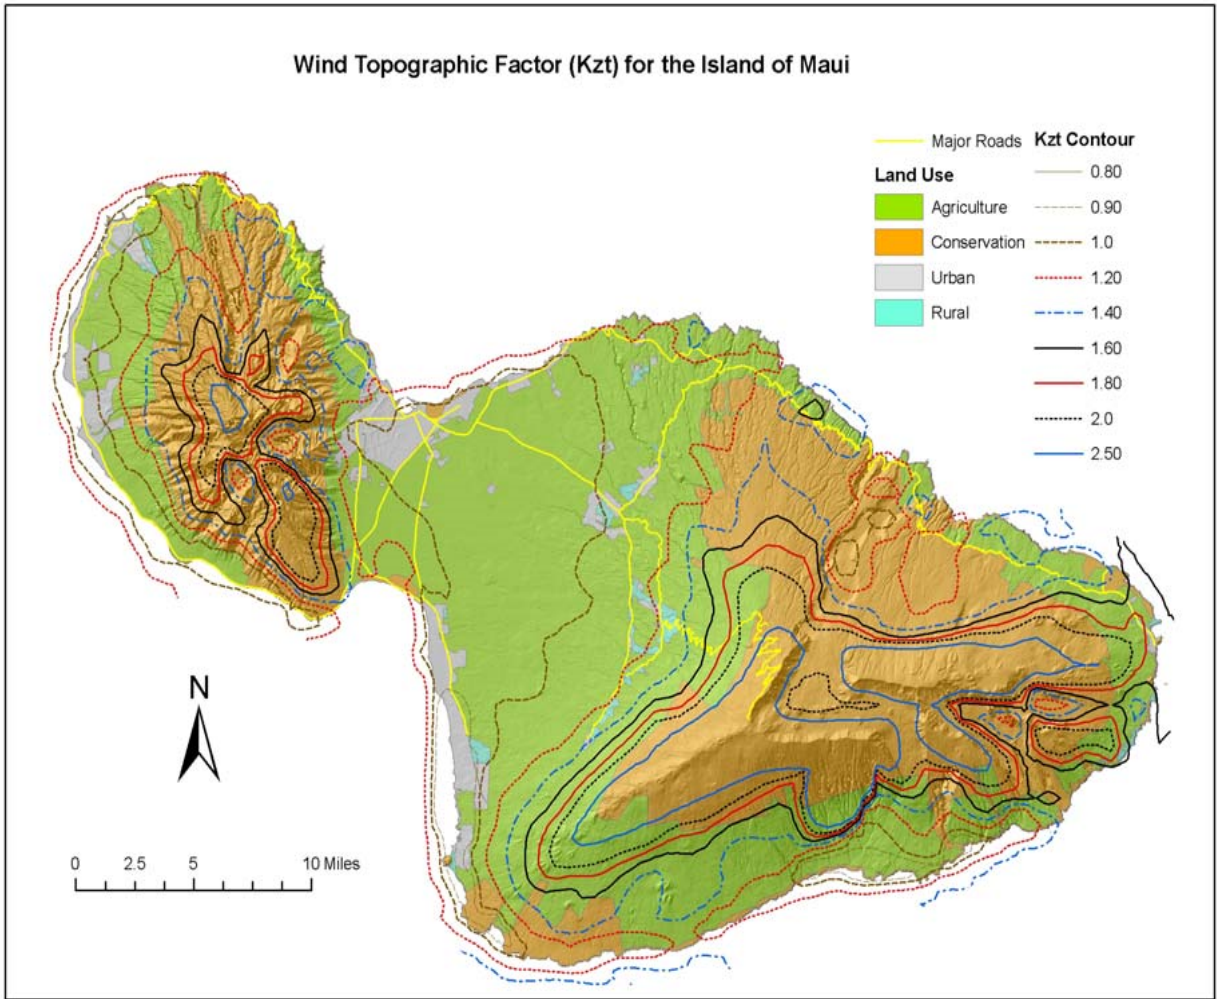 Wind Topographic Factor (Kzt) for the Island of Maui
Major Roads
Land Use
Agriculture
Conservation
Urban
Rural
Kzt Contour
0.80
0.90
1.0
1.20
1.40
1.60
1.80
2.0
2.50
N
0 2.5 5 10 Miles